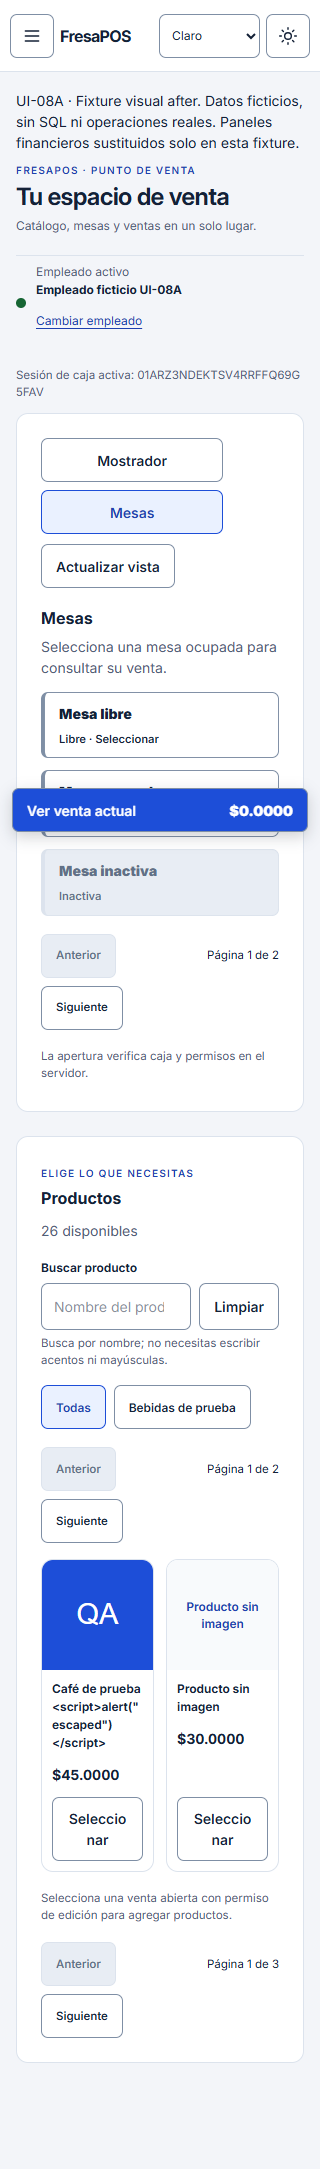 FresaPOS
Claro
UI-08A · Fixture visual after. Datos ficticios,
sin SQL ni operaciones reales. Paneles
financieros sustituidos solo en esta fixture.
FRESAPOS · PUNTO DE VENTA
Tu espacio de venta
Catálogo, mesas y ventas en un solo lugar.
Empleado activo
Empleado ficticio UI-08A
Cambiar empleado
Sesión de caja activa: 01ARZ3NDEKTSV4RRFFQ69G
5FAV
Mostrador
Mesas
Actualizar vista
Mesas
Selecciona una mesa ocupada para
consultar su venta.
Mesa libre
Libre · Seleccionar
Ver venta actual $0.0000
Mesa inactiva
Inactiva
Anterior Página 1 de 2
Siguiente
La apertura verifica caja y permisos en el
servidor.
ELIGE LO QUE NECESITAS
Productos
26 disponibles
Buscar producto
Nombre del prod Limpiar
Busca por nombre; no necesitas escribir
acentos ni mayúsculas.
Todas Bebidas de prueba
Anterior Página 1 de 2
Siguiente
QA
Café de prueba
<script>alert("
escaped")
</script>
$45.0000
Seleccio
nar
Producto sin
imagen
Producto sin
imagen
$30.0000
Seleccio
nar
Selecciona una venta abierta con permiso
de edición para agregar productos.
Anterior Página 1 de 3
Siguiente